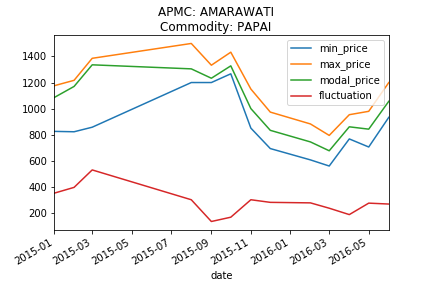 APMC: AMARAWATI
Commodity: PAPAI
min_price
max_price
modal_price
fluctuation
1400
1200
1000
800
600
400
200
2015-01
2015-03
2015-05
2015-07
2015-09
2015-11
2016-01
2016-03
2016-05
date